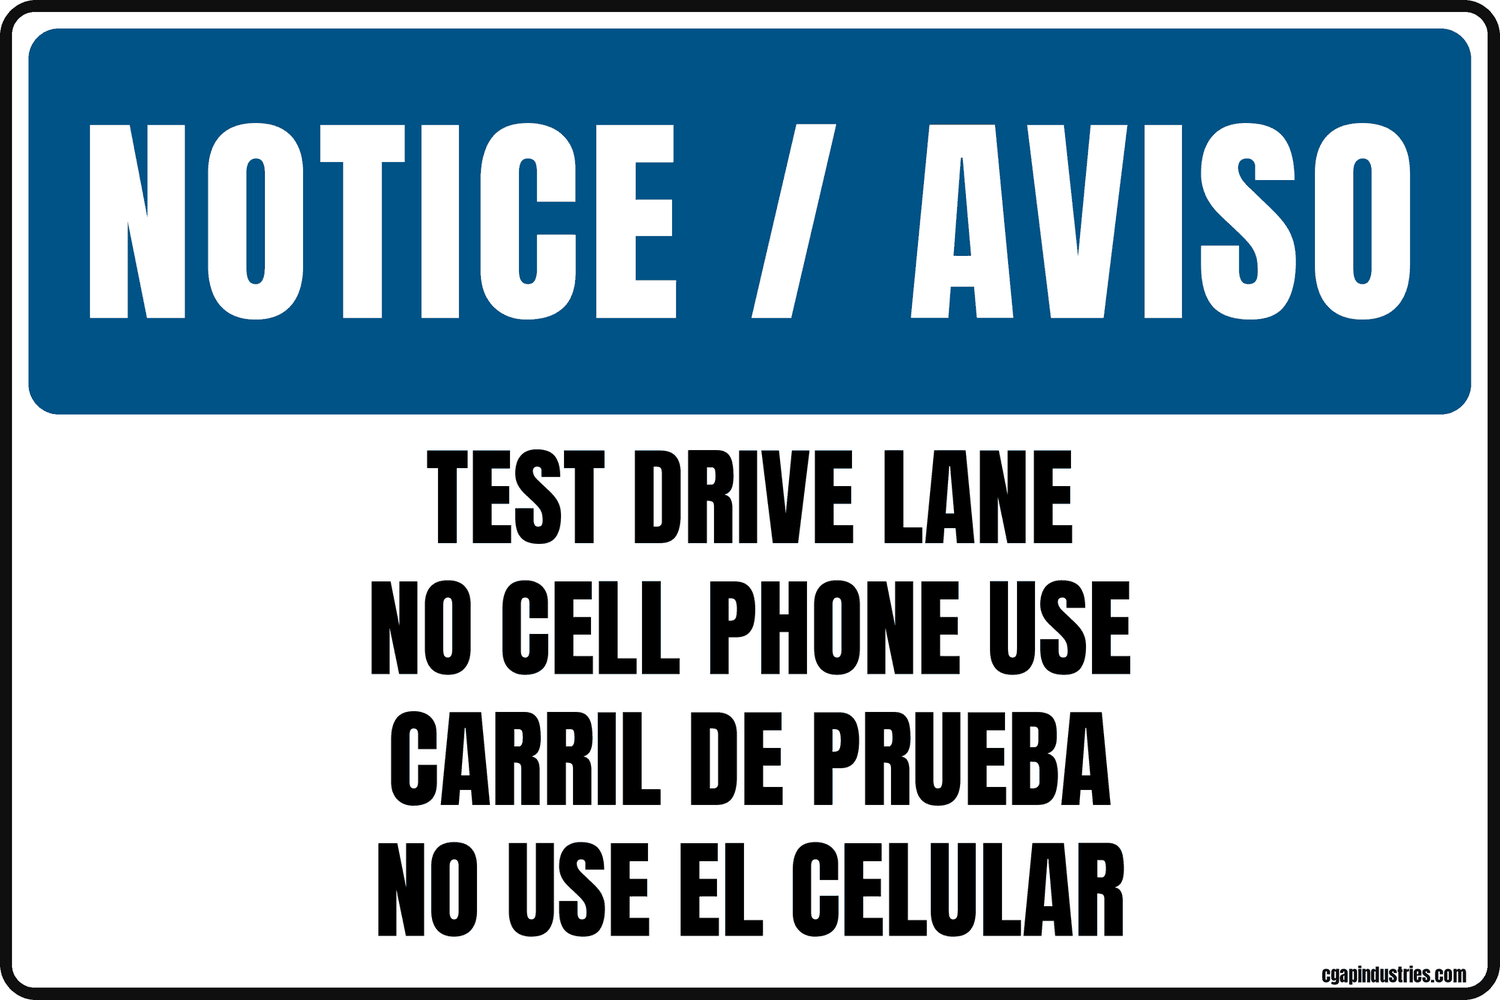 NOTICE / AVISO
TEST DRIVE LANE
NO CELL PHONE USE
CARRIL DE PRUEBA
NO USE EL CELULAR
cgapindustries.com